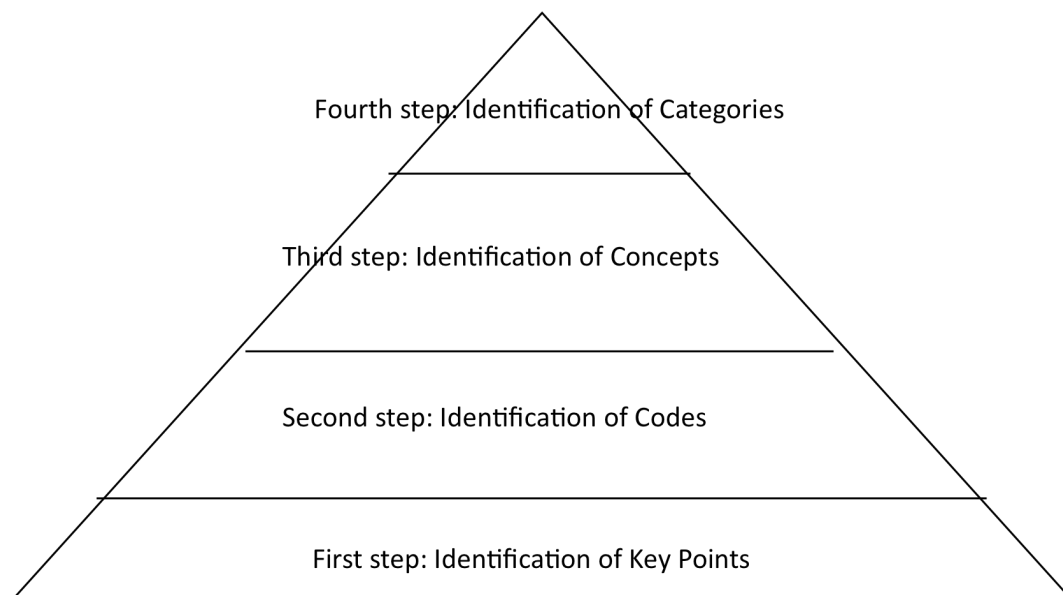 Fourth step: Identification of Categories
Third step: Identification of Concepts
Second step: Identification of Codes
First step: Identification of Key Points